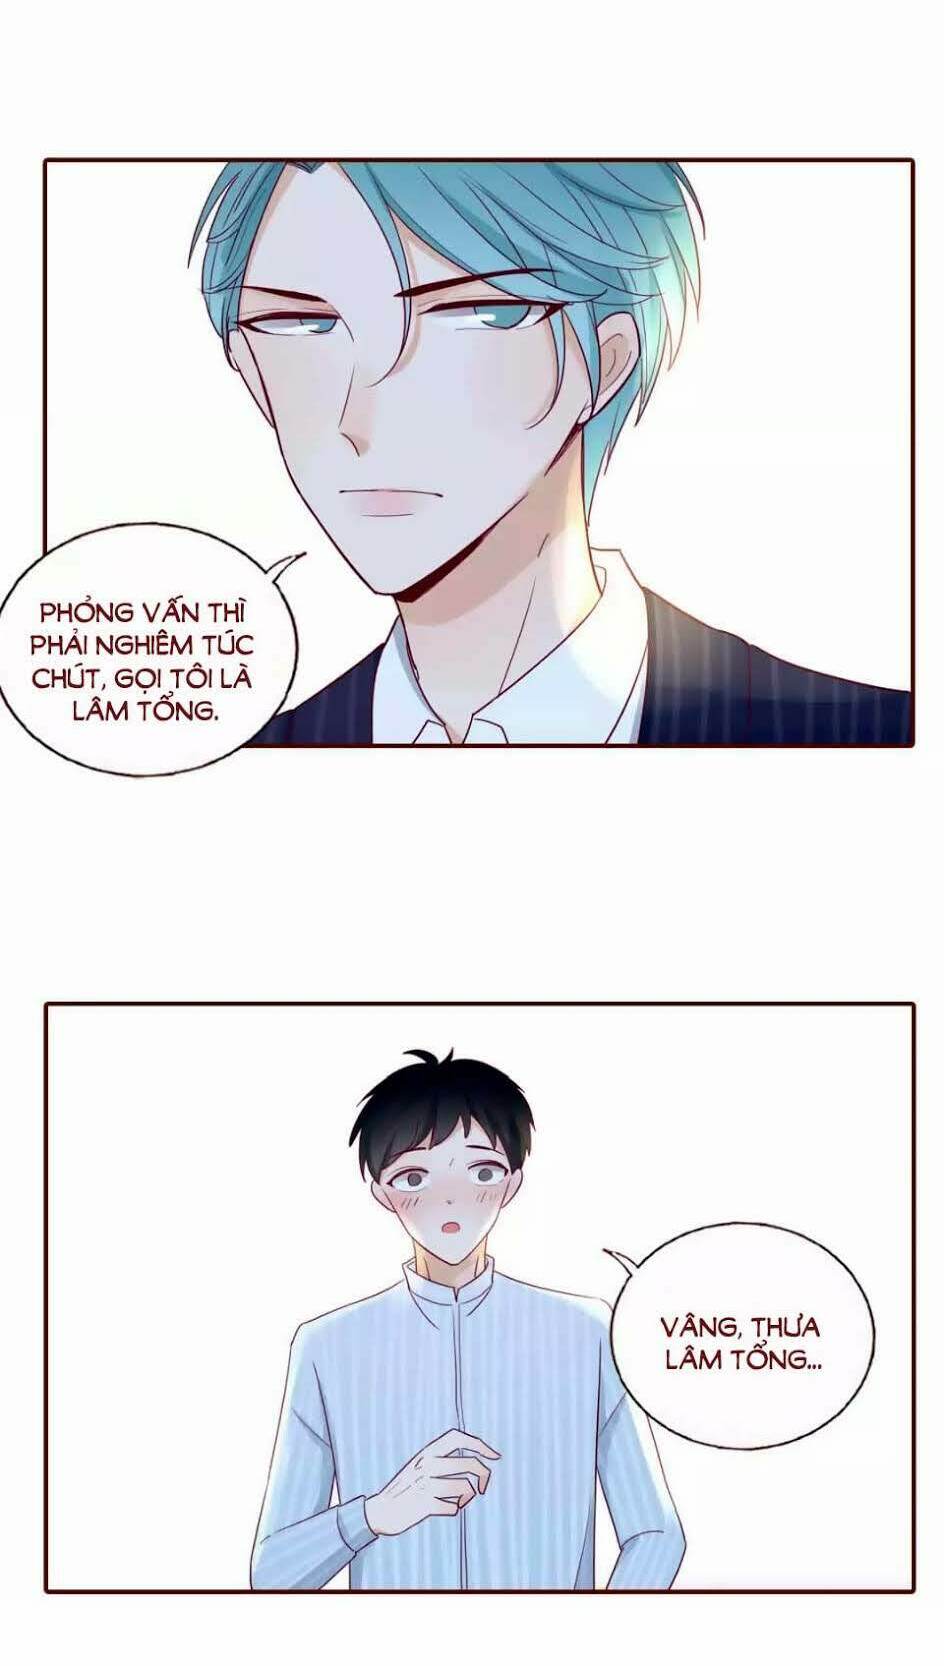 PHỎNG VẤN THÌ
PHẢI NGHIÊM TÚC
CHÚT, GỌI TÔI LÀ
LÂM TỔNG.
VÂNG, THƯA
LÂM TỔNG...